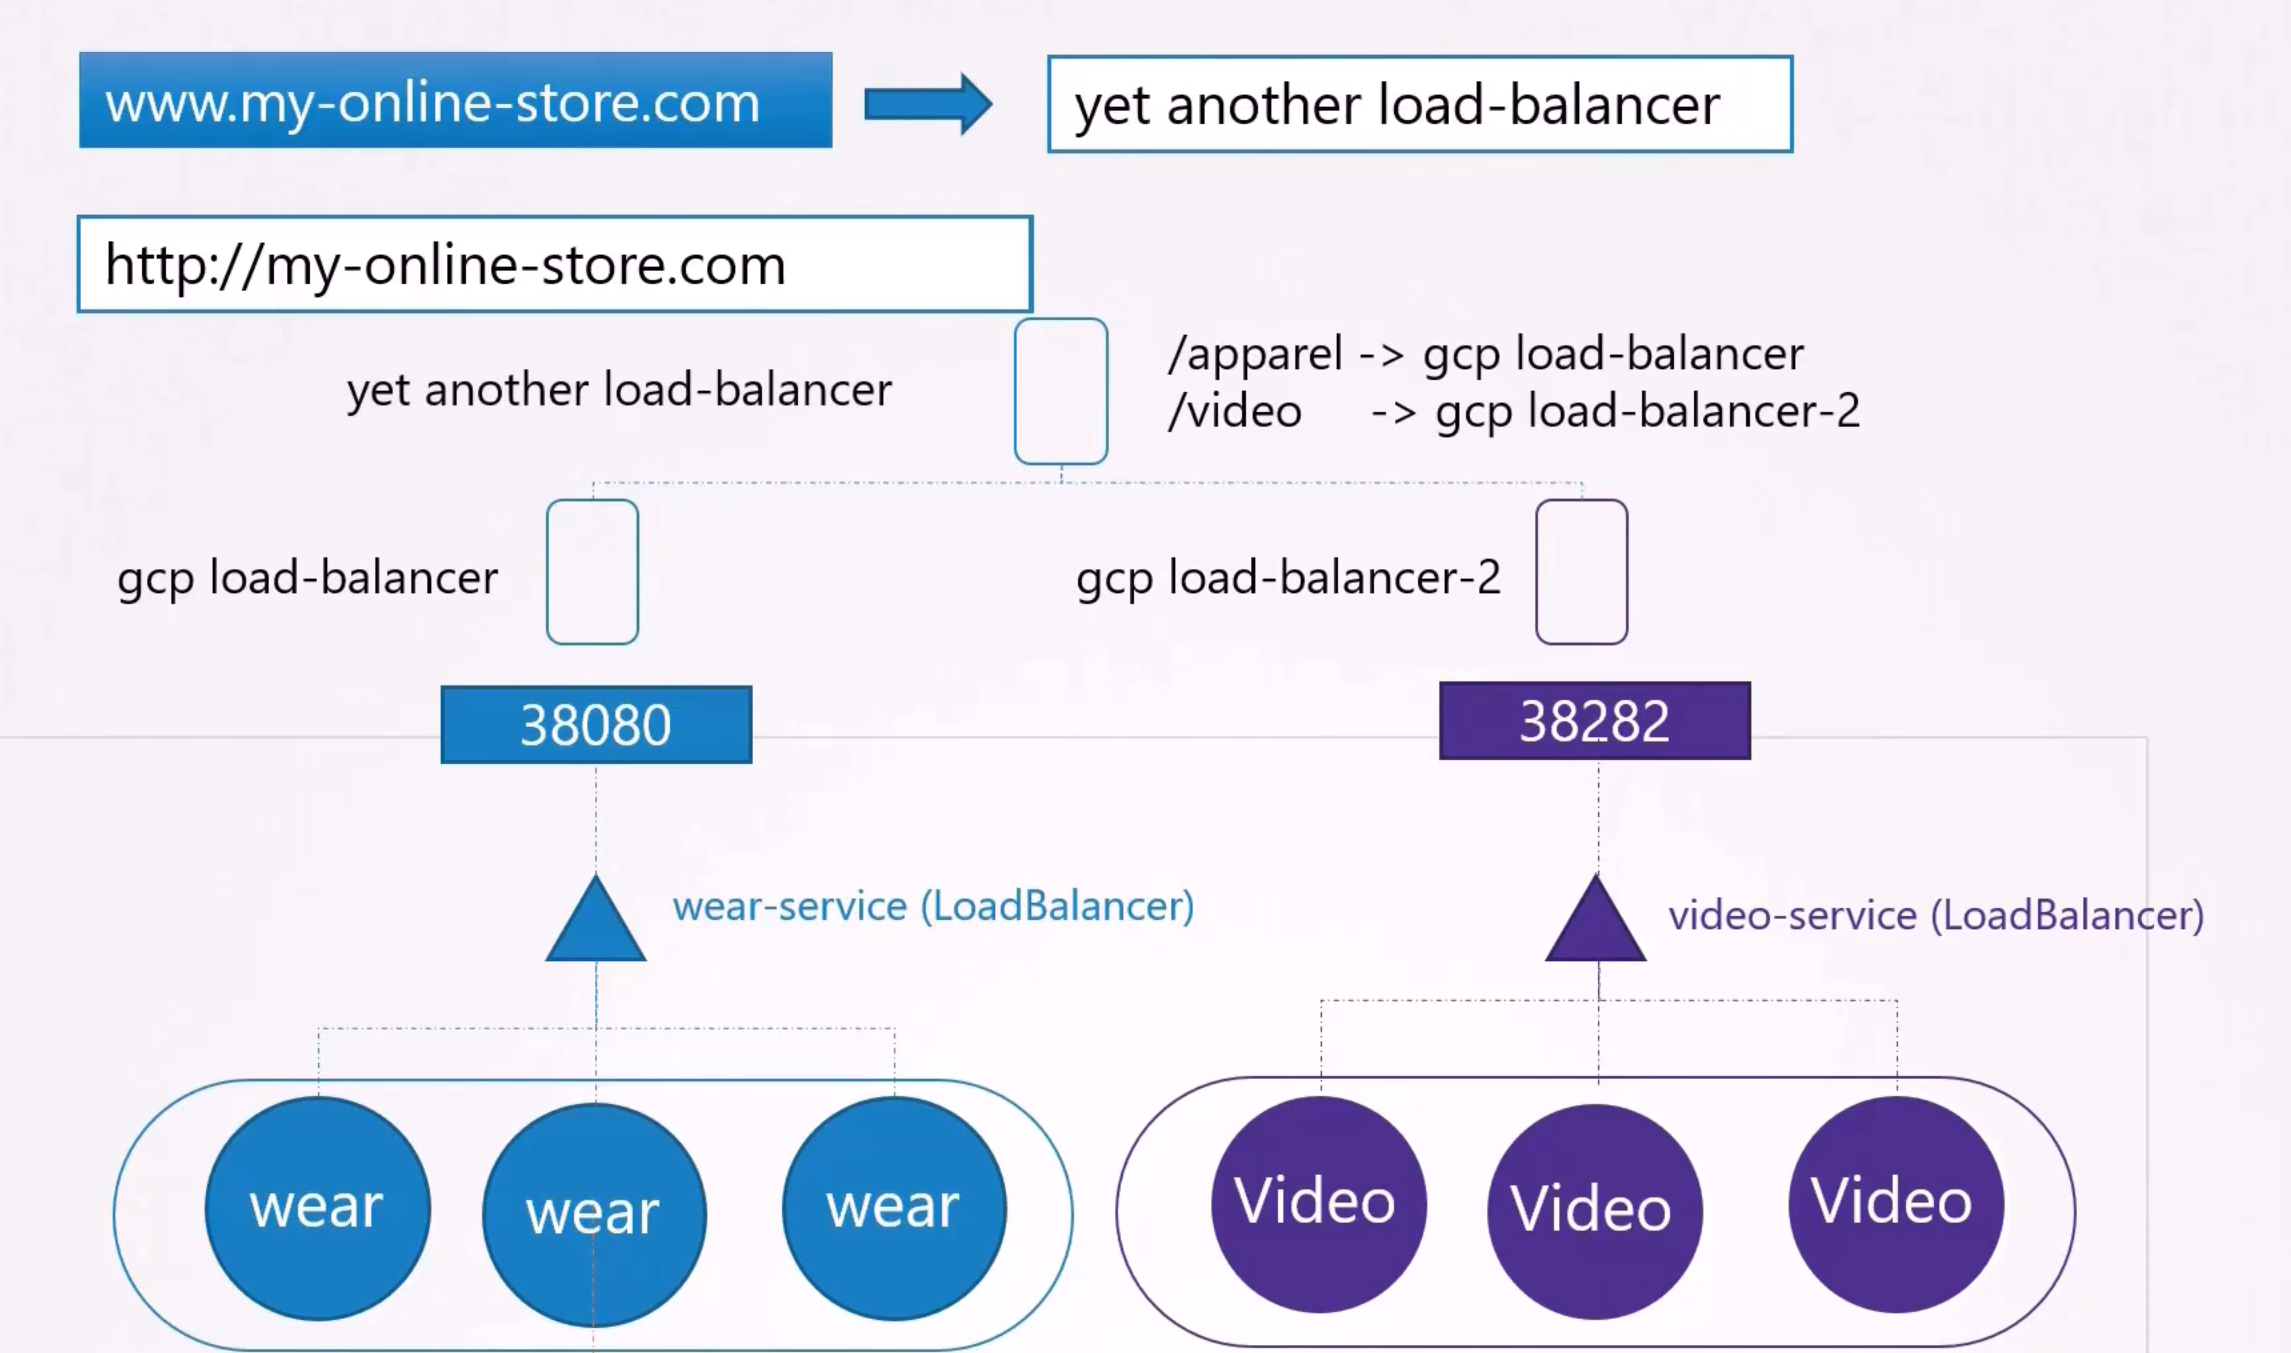 www.my-online-store.com
yet another load-balancer
http://my-online-store.com
yet another load-balancer
/apparel -> gcp load-balancer
/video -> gcp load-balancer-2
gcp load-balancer
gcp load-balancer-2
38080
38282
wear-service (LoadBalancer)
video-service (LoadBalancer)
wear
wear
wear
Video
Video
Video